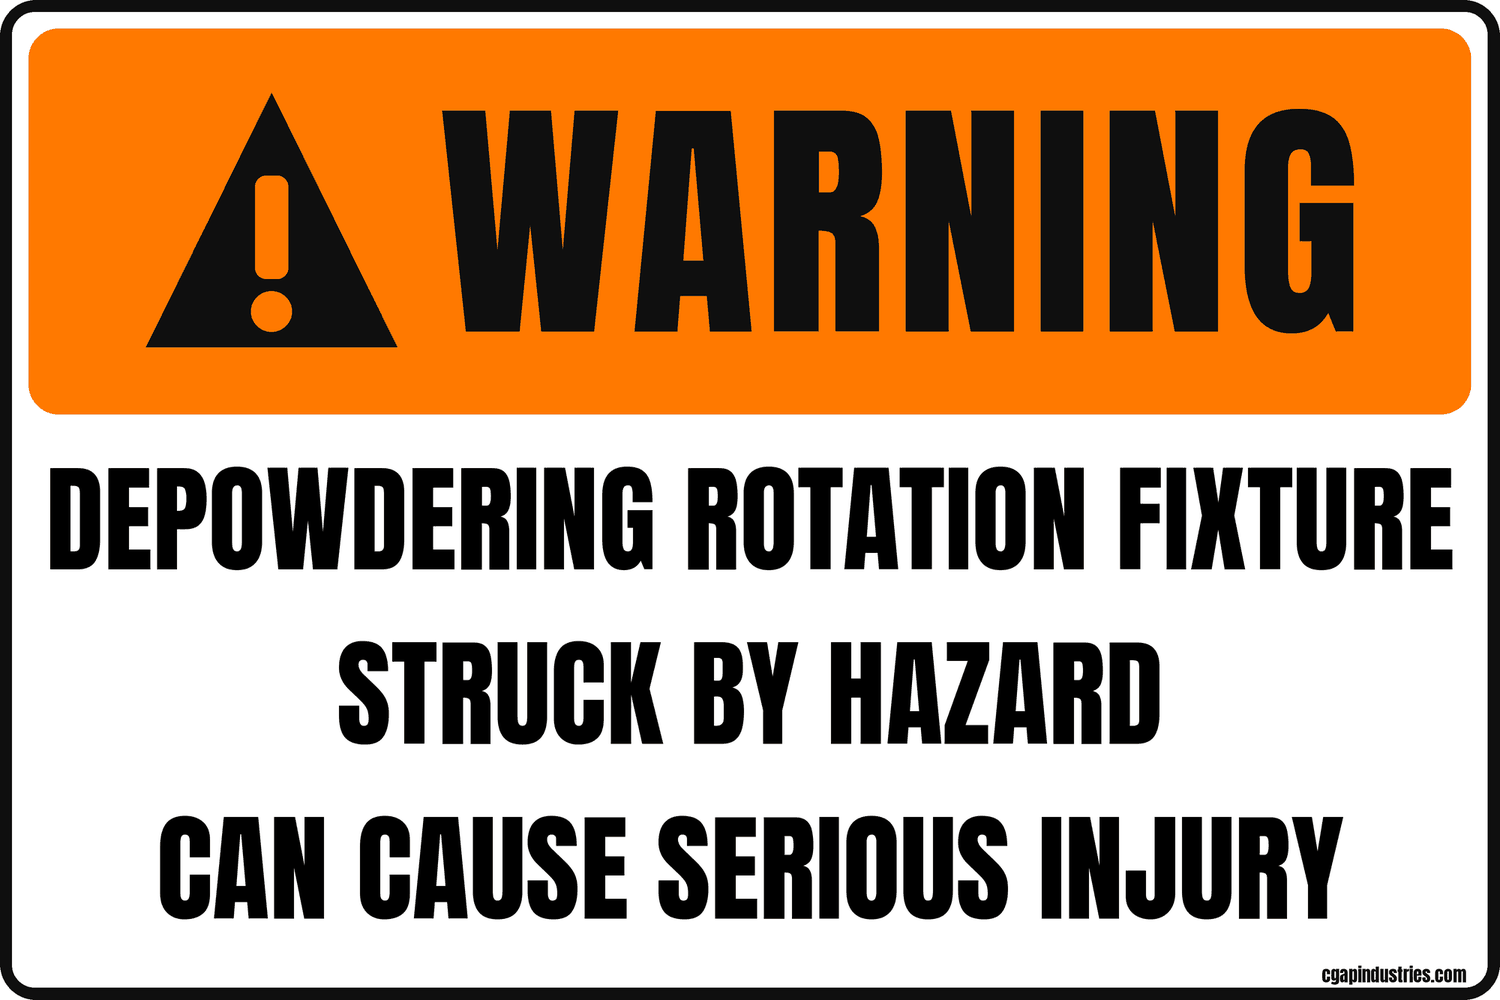 WARNING
DEPOWDERING ROTATION FIXTURE
STRUCK BY HAZARD
CAN CAUSE SERIOUS INJURY
cgapindustries.com